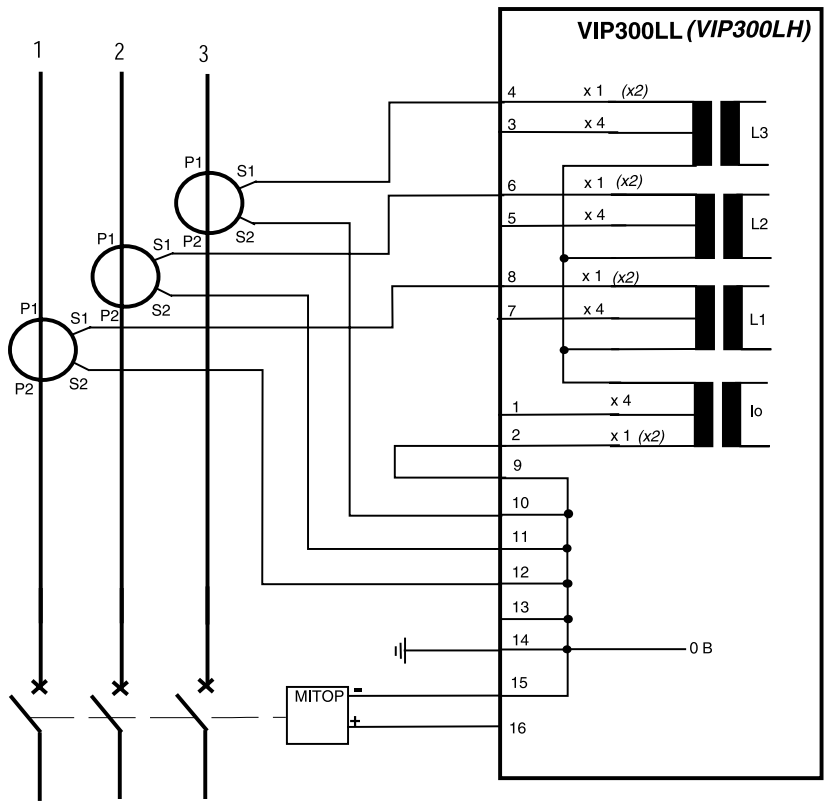 VIP300LL (VIP300LH)
1
2
3
4
x 1 (x2)
3
x 4
L3
P1
S1
P2
S2
6
x 1 (x2)
5
x 4
L2
P1
S1
P2
S2
8
x 1 (x2)
7
x 4
L1
P1
S1
P2
S2
1
x 4
Io
2
x 1 (x2)
9
10
11
12
13
14
0 B
15
MITOP
-
+
16